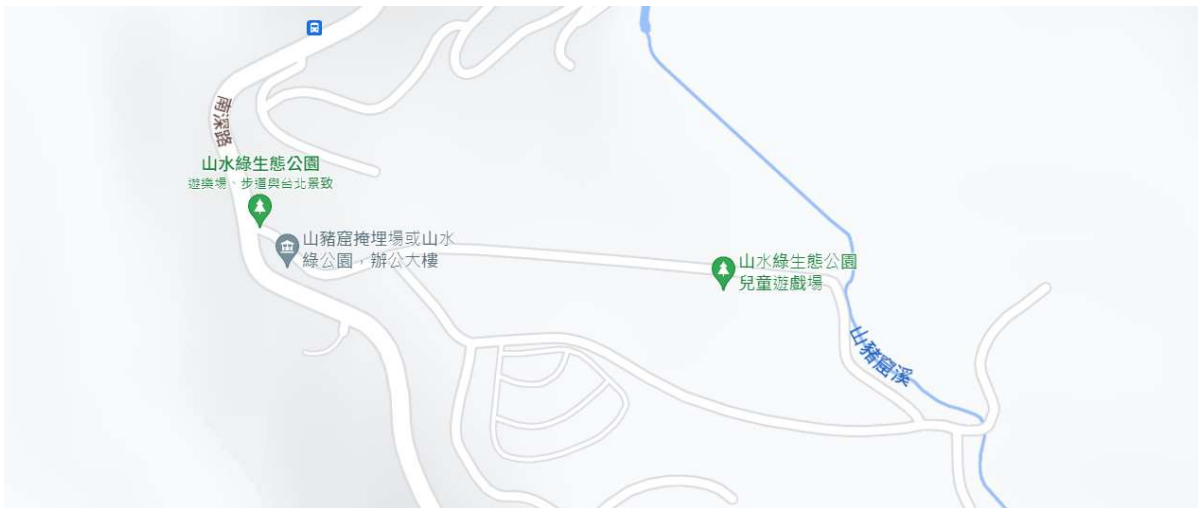 南深路
山水綠生態公園
遊樂場、步道與台北景致
山豬窟掩埋場或山水
綠公園，辦公大樓
山水綠生態公園
兒童遊戲場
山豬窟溪